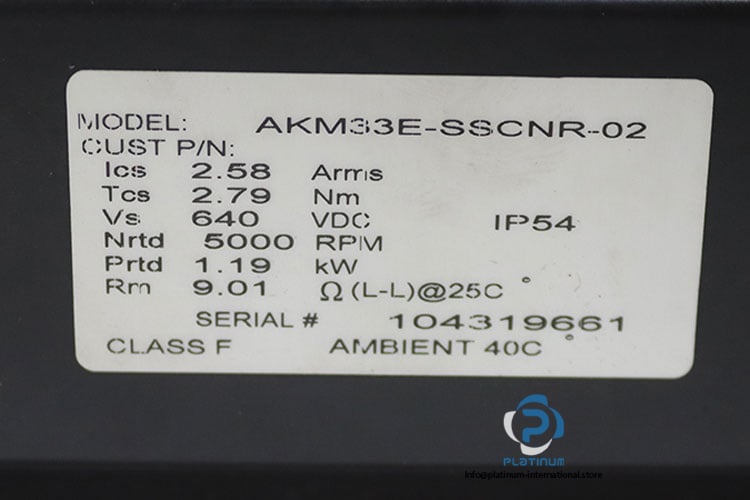 MODEL: AKM33E-SSCNR-02
CUST P/N:
Ics 2.58 Arms
Tcs 2.79 Nm
Vs 640 VDC IP54
Nrtd 5000 RPM
Prtd 1.19 kW
Rm 9.01 Ω (L-L)@25C °
SERIAL # 104319661
CLASS F AMBIENT 40C °
PLATINUM
Info@platinum-international.store